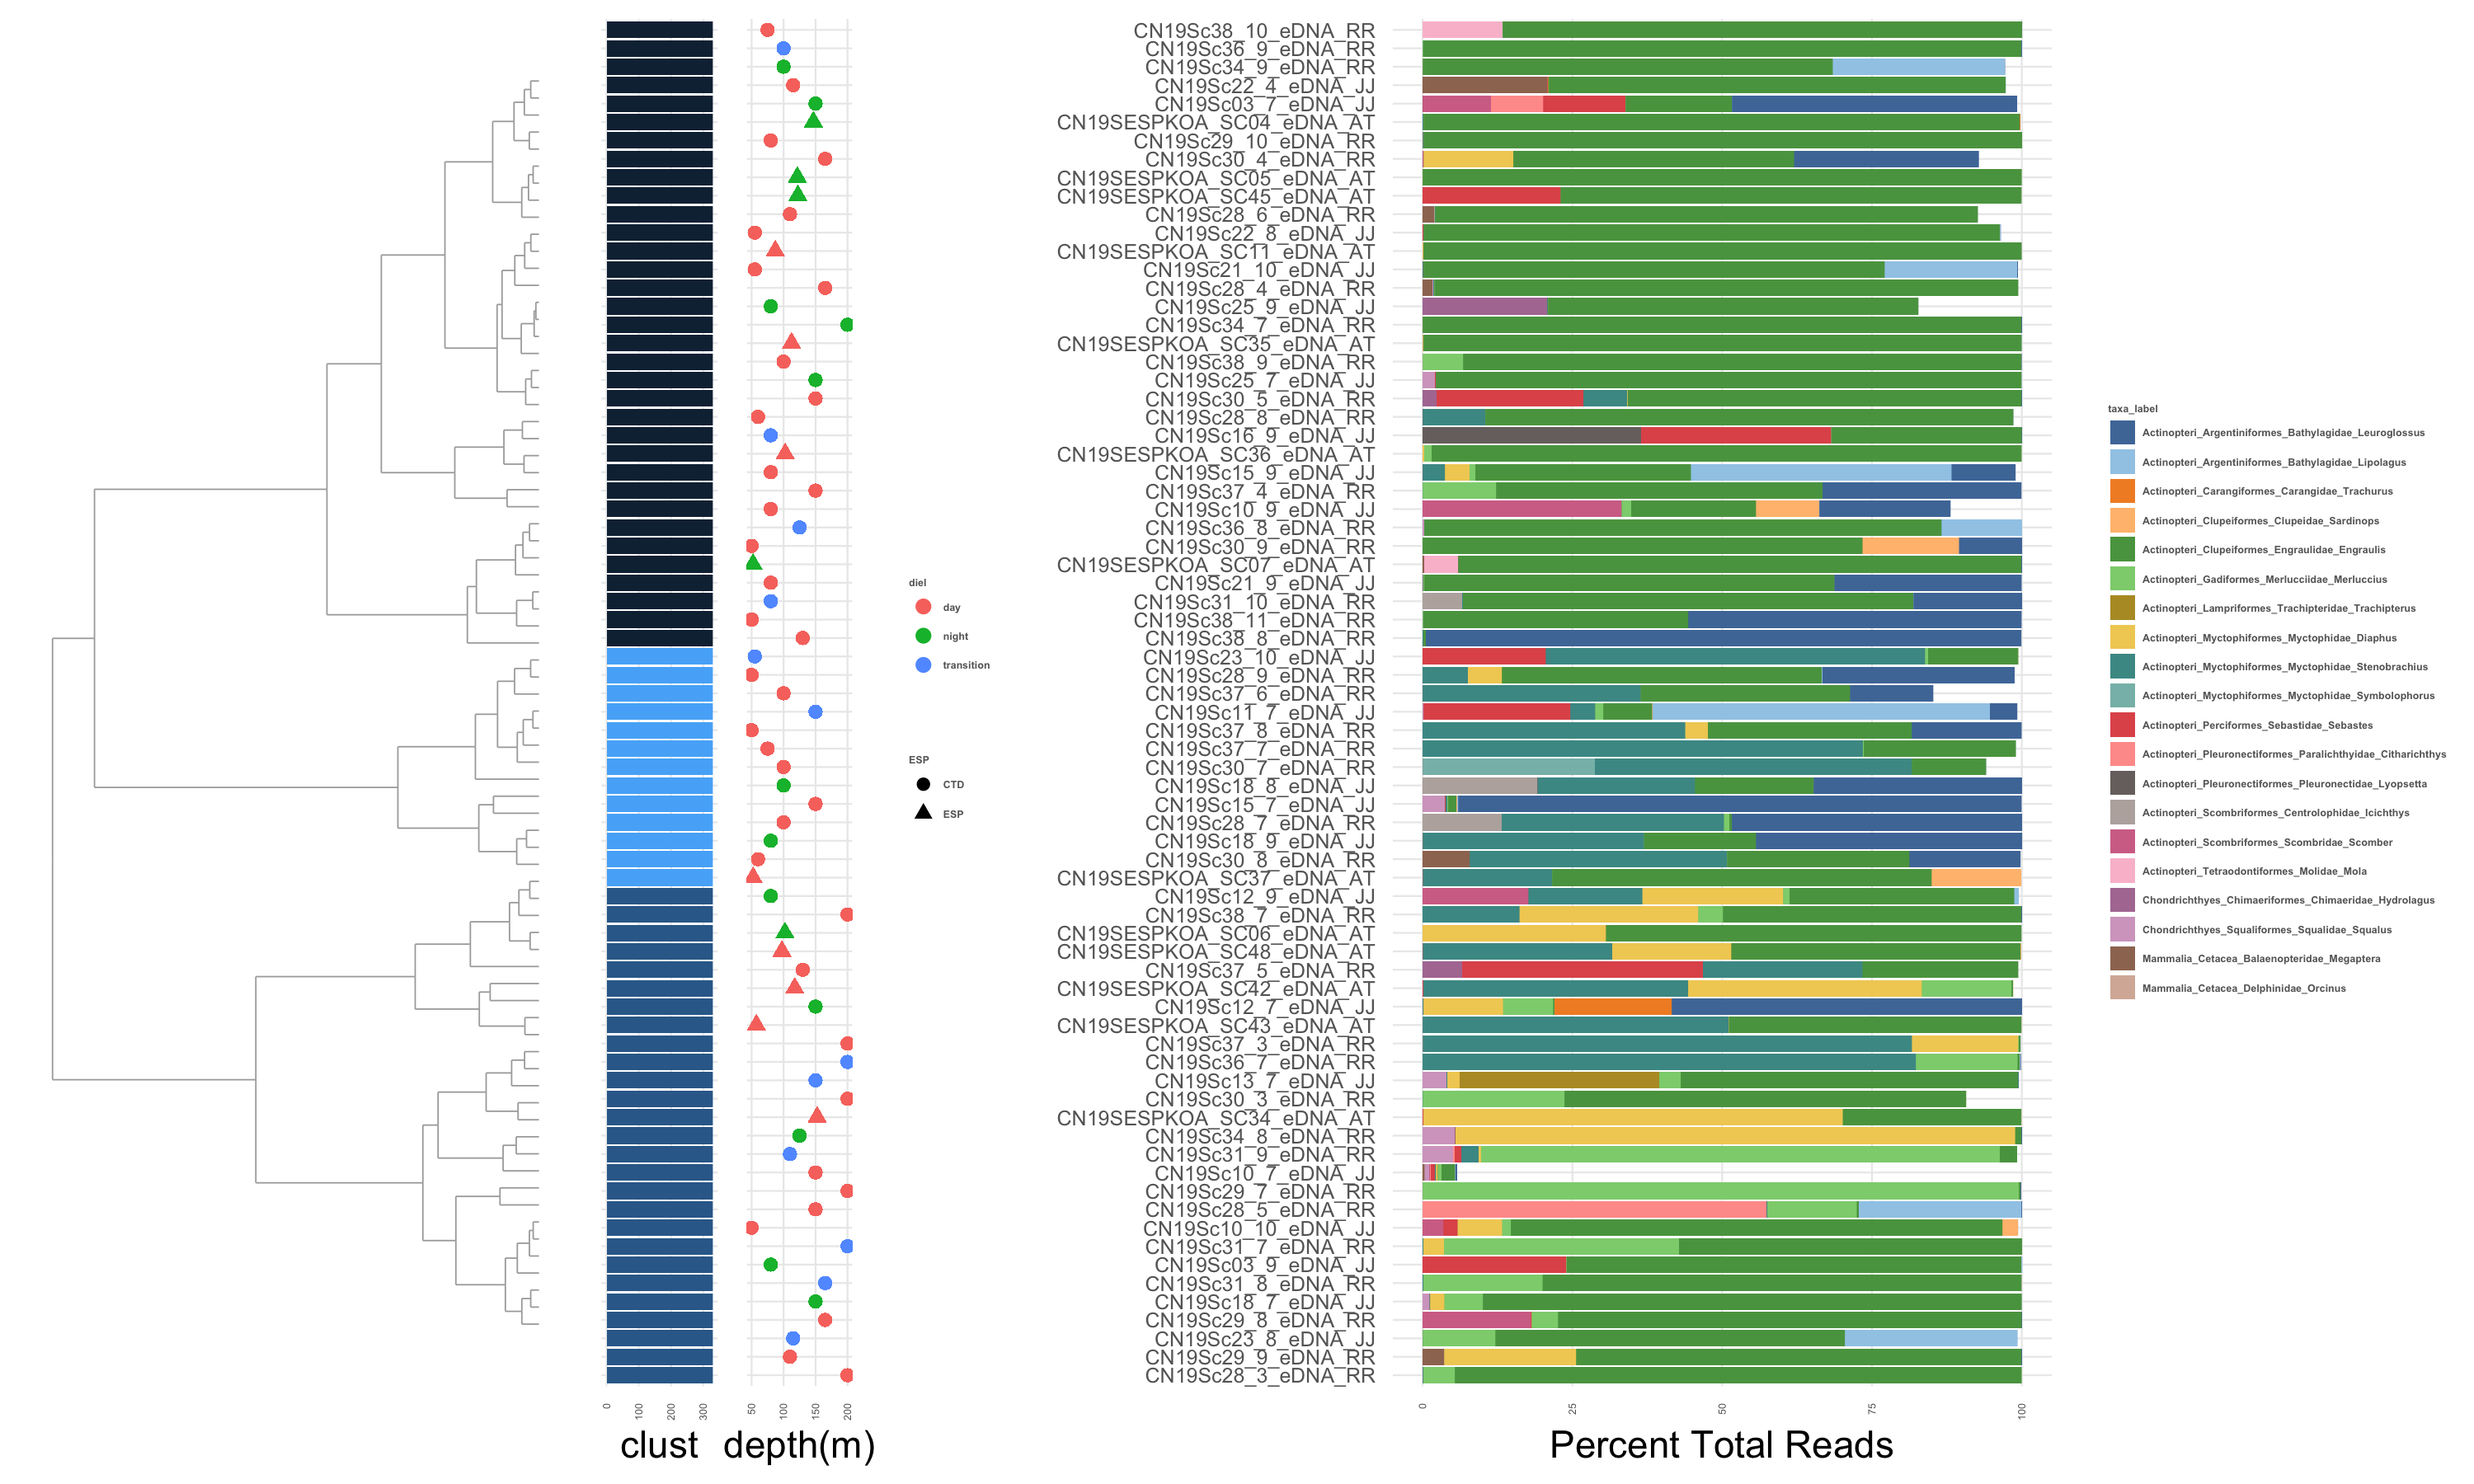 CN19Sc38_10_eDNA_RR
CN19Sc36_9_eDNA_RR
CN19Sc34_9_eDNA_RR
CN19Sc22_4_eDNA_JJ
CN19Sc03_7_eDNA_JJ
CN19SESPKOA_SC04_eDNA_AT
CN19Sc29_10_eDNA_RR
CN19Sc30_4_eDNA_RR
CN19SESPKOA_SC05_eDNA_AT
CN19SESPKOA_SC45_eDNA_AT
CN19Sc28_6_eDNA_RR
CN19Sc22_8_eDNA_JJ
CN19SESPKOA_SC11_eDNA_AT
CN19Sc21_10_eDNA_JJ
CN19Sc28_4_eDNA_RR
CN19Sc25_9_eDNA_JJ
CN19Sc34_7_eDNA_RR
CN19SESPKOA_SC35_eDNA_AT
CN19Sc38_9_eDNA_RR
CN19Sc25_7_eDNA_JJ
CN19Sc30_5_eDNA_RR
CN19Sc28_8_eDNA_RR
CN19Sc16_9_eDNA_JJ
CN19SESPKOA_SC36_eDNA_AT
CN19Sc15_9_eDNA_JJ
CN19Sc37_4_eDNA_RR
CN19Sc10_9_eDNA_JJ
CN19Sc36_8_eDNA_RR
CN19Sc30_9_eDNA_RR
CN19SESPKOA_SC07_eDNA_AT
CN19Sc21_9_eDNA_JJ
CN19Sc31_10_eDNA_RR
CN19Sc38_11_eDNA_RR
CN19Sc38_8_eDNA_RR
CN19Sc23_10_eDNA_JJ
CN19Sc28_9_eDNA_RR
CN19Sc37_6_eDNA_RR
CN19Sc11_7_eDNA_JJ
CN19Sc37_8_eDNA_RR
CN19Sc37_7_eDNA_RR
CN19Sc30_7_eDNA_RR
CN19Sc18_8_eDNA_JJ
CN19Sc15_7_eDNA_JJ
CN19Sc28_7_eDNA_RR
CN19Sc18_9_eDNA_JJ
CN19Sc30_8_eDNA_RR
CN19SESPKOA_SC37_eDNA_AT
CN19Sc12_9_eDNA_JJ
CN19Sc38_7_eDNA_RR
CN19SESPKOA_SC06_eDNA_AT
CN19SESPKOA_SC48_eDNA_AT
CN19Sc37_5_eDNA_RR
CN19SESPKOA_SC42_eDNA_AT
CN19Sc12_7_eDNA_JJ
CN19SESPKOA_SC43_eDNA_AT
CN19Sc37_3_eDNA_RR
CN19Sc36_7_eDNA_RR
CN19Sc13_7_eDNA_JJ
CN19Sc30_3_eDNA_RR
CN19SESPKOA_SC34_eDNA_AT
CN19Sc34_8_eDNA_RR
CN19Sc31_9_eDNA_RR
CN19Sc10_7_eDNA_JJ
CN19Sc29_7_eDNA_RR
CN19Sc28_5_eDNA_RR
CN19Sc10_10_eDNA_JJ
CN19Sc31_7_eDNA_RR
CN19Sc03_9_eDNA_JJ
CN19Sc31_8_eDNA_RR
CN19Sc18_7_eDNA_JJ
CN19Sc29_8_eDNA_RR
CN19Sc23_8_eDNA_JJ
CN19Sc29_9_eDNA_RR
CN19Sc28_3_eDNA_RR
diel
day
night
transition
ESP
CTD
ESP
taxa_label
Actinopteri_Argentiniformes_Bathylagidae_Leuroglossus
Actinopteri_Argentiniformes_Bathylagidae_Lipolagus
Actinopteri_Carangiformes_Carangidae_Trachurus
Actinopteri_Clupeiformes_Clupeidae_Sardinops
Actinopteri_Clupeiformes_Engraulidae_Engraulis
Actinopteri_Gadiformes_Merlucciidae_Merluccius
Actinopteri_Lampriformes_Trachipteridae_Trachipterus
Actinopteri_Myctophiformes_Myctophidae_Diaphus
Actinopteri_Myctophiformes_Myctophidae_Stenobrachius
Actinopteri_Myctophiformes_Myctophidae_Symbolophorus
Actinopteri_Perciformes_Sebastidae_Sebastes
Actinopteri_Pleuronectiformes_Paralichthyidae_Citharichthys
Actinopteri_Pleuronectiformes_Pleuronectidae_Lyopsetta
Actinopteri_Scombriformes_Centrolophidae_Icichthys
Actinopteri_Scombriformes_Scombridae_Scomber
Actinopteri_Tetraodontiformes_Molidae_Mola
Chondrichthyes_Chimaeriformes_Chimaeridae_Hydrolagus
Chondrichthyes_Squaliformes_Squalidae_Squalus
Mammalia_Cetacea_Balaenopteridae_Megaptera
Mammalia_Cetacea_Delphinidae_Orcinus
0 100 200 300
50 100 150 200
0 25 50 75 100
clust
depth(m)
Percent Total Reads